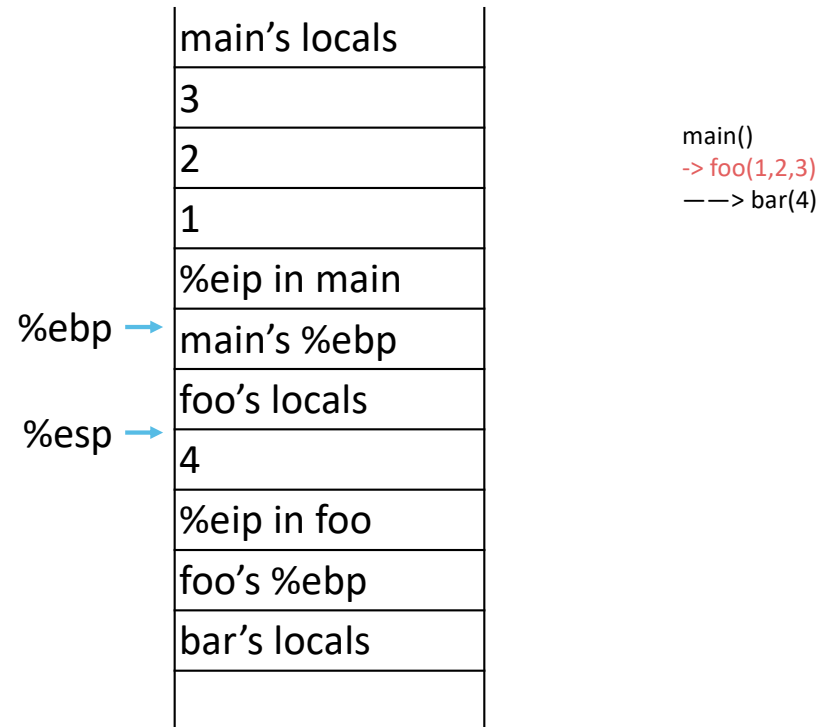 main’s locals
3
2
1
%eip in main
%ebp
main’s %ebp
foo’s locals
%esp
4
%eip in foo
foo’s %ebp
bar’s locals
main()
-> foo(1,2,3)
——> bar(4)